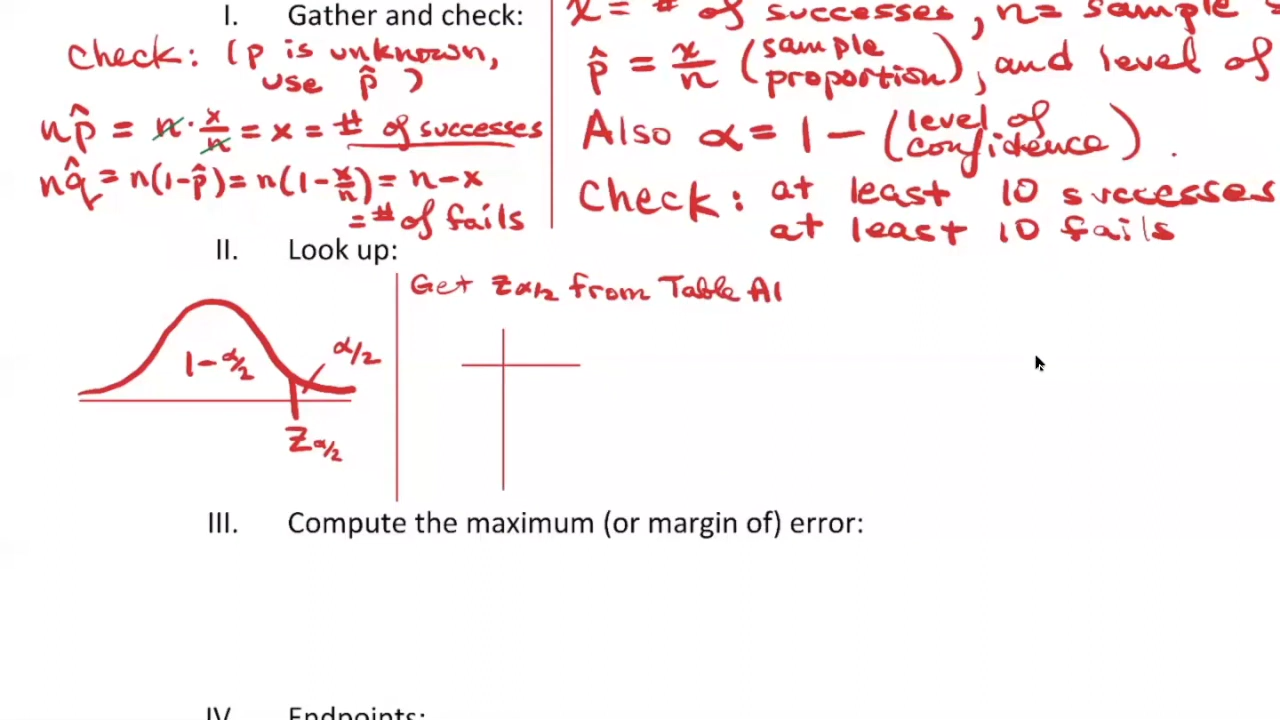 I. Gather and check:
x = # of successes, n = sample
Check: (p is unknown,
use p̂)
p̂ = x/n (sample proportion), and level of
np̂ = n · x/n = x = # of successes
Also α = 1 - (level of confidence).
nq̂ = n(1-p̂) = n(1-x/n) = n-x
= # of fails
Check: at least 10 successes
at least 10 fails
II. Look up:
Get Zα/2 from Table A1
1-α/2
α/2
Zα/2
III. Compute the maximum (or margin of) error:
IV. Endpoints: